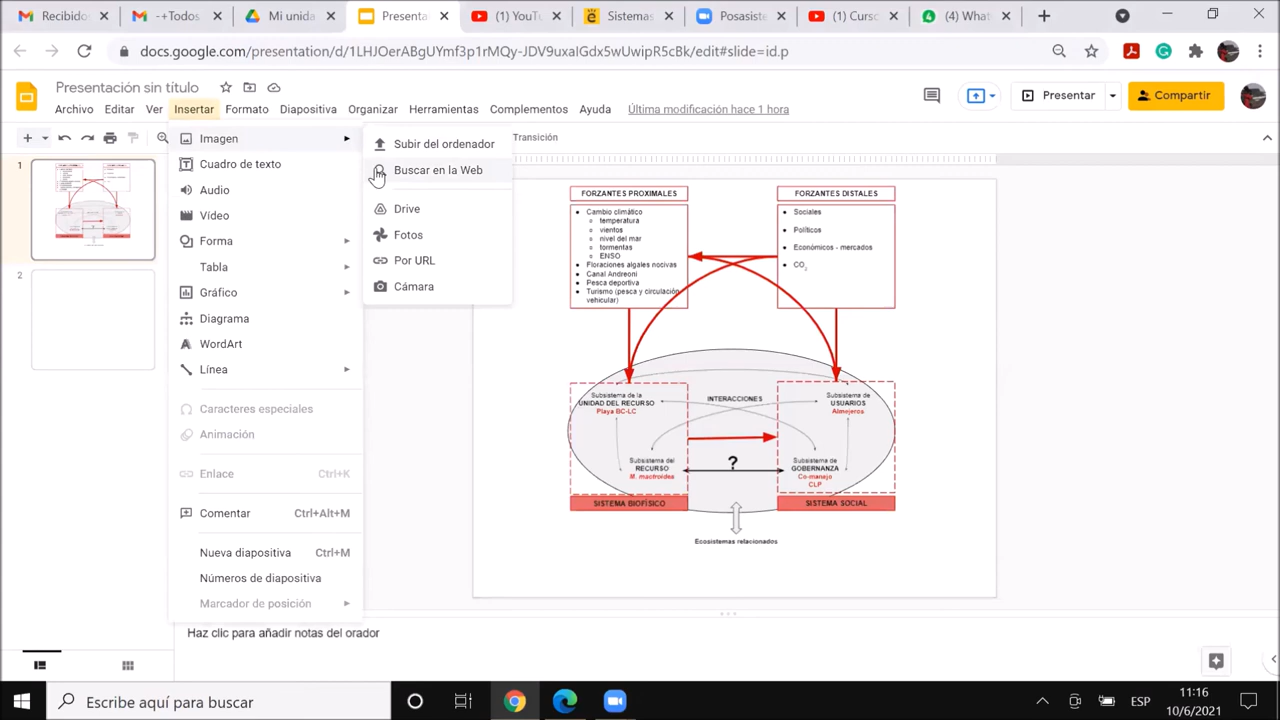 Recibidos
-++Todos
Mi unida
Presenta
(1) YouT
Sistemas
Posasiste
(1) Curso
(4) What
docs.google.com/presentation/d/1LHJOerABqUYmf3p1rMQy-JDV9uxaIGdx5wUwipR5cBk/edit#slide=id.p
Presentación sin título
Archivo Editar Ver Insertar Formato Diapositiva Organizar Herramientas Complementos Ayuda Última modificación hace 1 hora
Presentar
Compartir
Transición
Imagen
Cuadro de texto
Audio
Vídeo
Forma
Tabla
Gráfico
Diagrama
WordArt
Línea
Caracteres especiales
Animación
Enlace Ctrl+K
Comentar Ctrl+Alt+M
Nueva diapositiva Ctrl+M
Números de diapositiva
Marcador de posición
Subir del ordenador
Buscar en la Web
Drive
Fotos
Por URL
Cámara
1
2
FORZANTES PROXIMALES
Cambio climático
temperatura
vientos
nivel del mar
tormentas
ENSO
Floraciones algales nocivas
Canal Andreoni
Pesca deportiva
Turismo (pesca y circulación
vehicular)
FORZANTES DISTALES
Sociales
Políticos
Económicos - mercados
CO2
Subsistema de la
UNIDAD DEL RECURSO
Playa BC-LC
INTERACCIONES
Subsistema de
USUARIOS
Almejeros
Subsistema del
RECURSO
M. mactroides
?
Subsistema de
GOBERNANZA
Co-manejo
CLP
SISTEMA BIOFÍSICO
SISTEMA SOCIAL
Ecosistemas relacionados
Haz clic para añadir notas del orador
Escribe aquí para buscar
ESP
11:16
10/6/2021